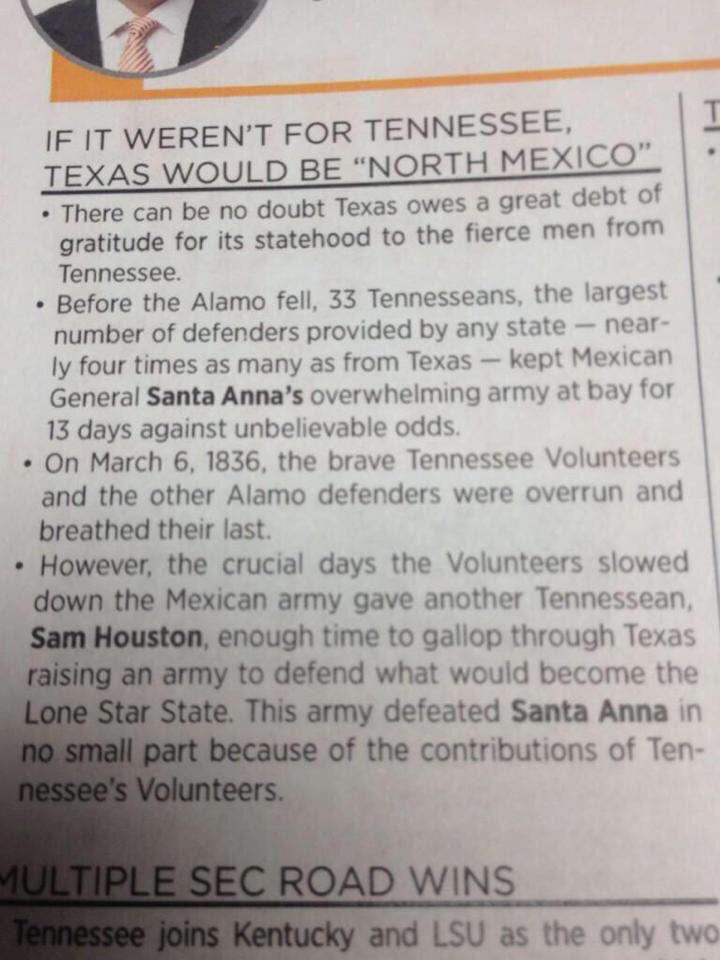 IF IT WEREN'T FOR TENNESSEE,
TEXAS WOULD BE “NORTH MEXICO”
• There can be no doubt Texas owes a great debt of
gratitude for its statehood to the fierce men from
Tennessee.
• Before the Alamo fell, 33 Tennesseans, the largest
number of defenders provided by any state — near-
ly four times as many as from Texas — kept Mexican
General Santa Anna's overwhelming army at bay for
13 days against unbelievable odds.
• On March 6, 1836, the brave Tennessee Volunteers
and the other Alamo defenders were overrun and
breathed their last.
• However, the crucial days the Volunteers slowed
down the Mexican army gave another Tennessean,
Sam Houston, enough time to gallop through Texas
raising an army to defend what would become the
Lone Star State. This army defeated Santa Anna in
no small part because of the contributions of Ten-
nessee's Volunteers.
MULTIPLE SEC ROAD WINS
Tennessee joins Kentucky and LSU as the only two